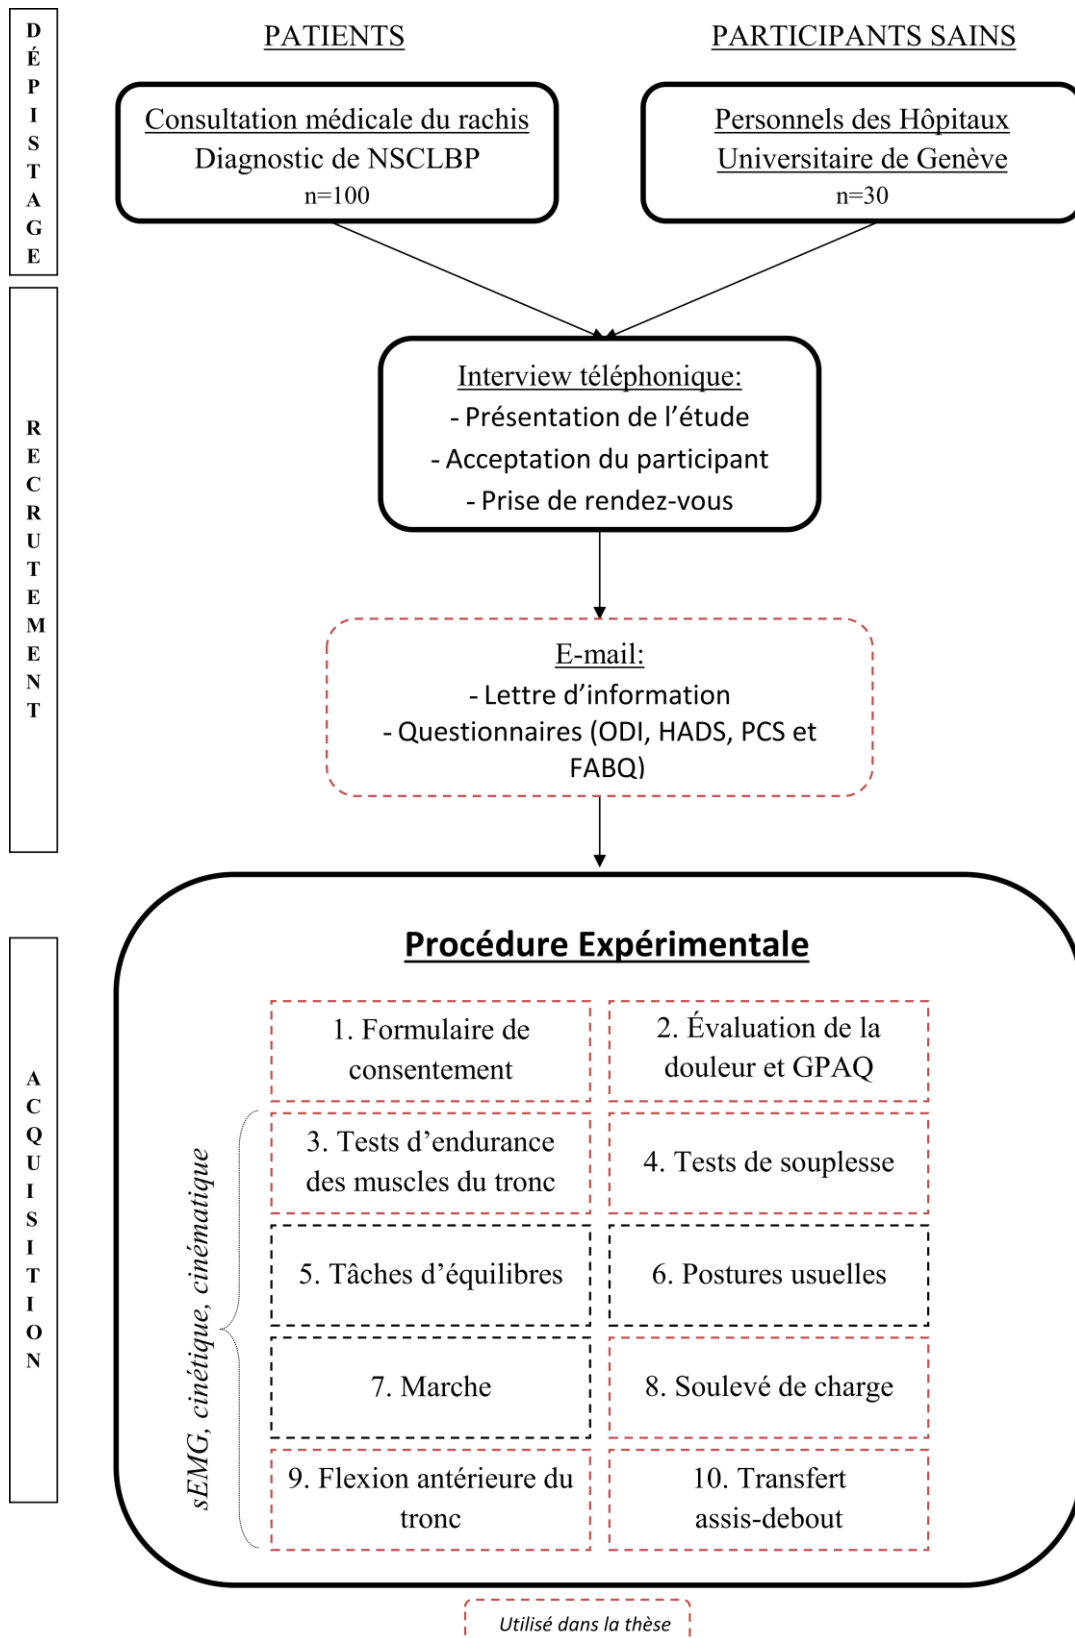 DÉPISTAGE
PATIENTS
PARTICIPANTS SAINS
Consultation médicale du rachis
Diagnostic de NSCLBP
n=100
Personnels des Hôpitaux
Universitaire de Genève
n=30
RECRUTEMENT
Interview téléphonique:
- Présentation de l’étude
- Acceptation du participant
- Prise de rendez-vous
E-mail:
- Lettre d’information
- Questionnaires (ODI, HADS, PCS et
FABQ)
ACQUISITION
Procédure Expérimentale
1. Formulaire de
consentement
2. Évaluation de la
douleur et GPAQ
sEMG, cinétique, cinématique
3. Tests d’endurance
des muscles du tronc
4. Tests de souplesse
5. Tâches d’équilibres
6. Postures usuelles
7. Marche
8. Soulevé de charge
9. Flexion antérieure du
tronc
10. Transfert
assis-debout
Utilisé dans la thèse